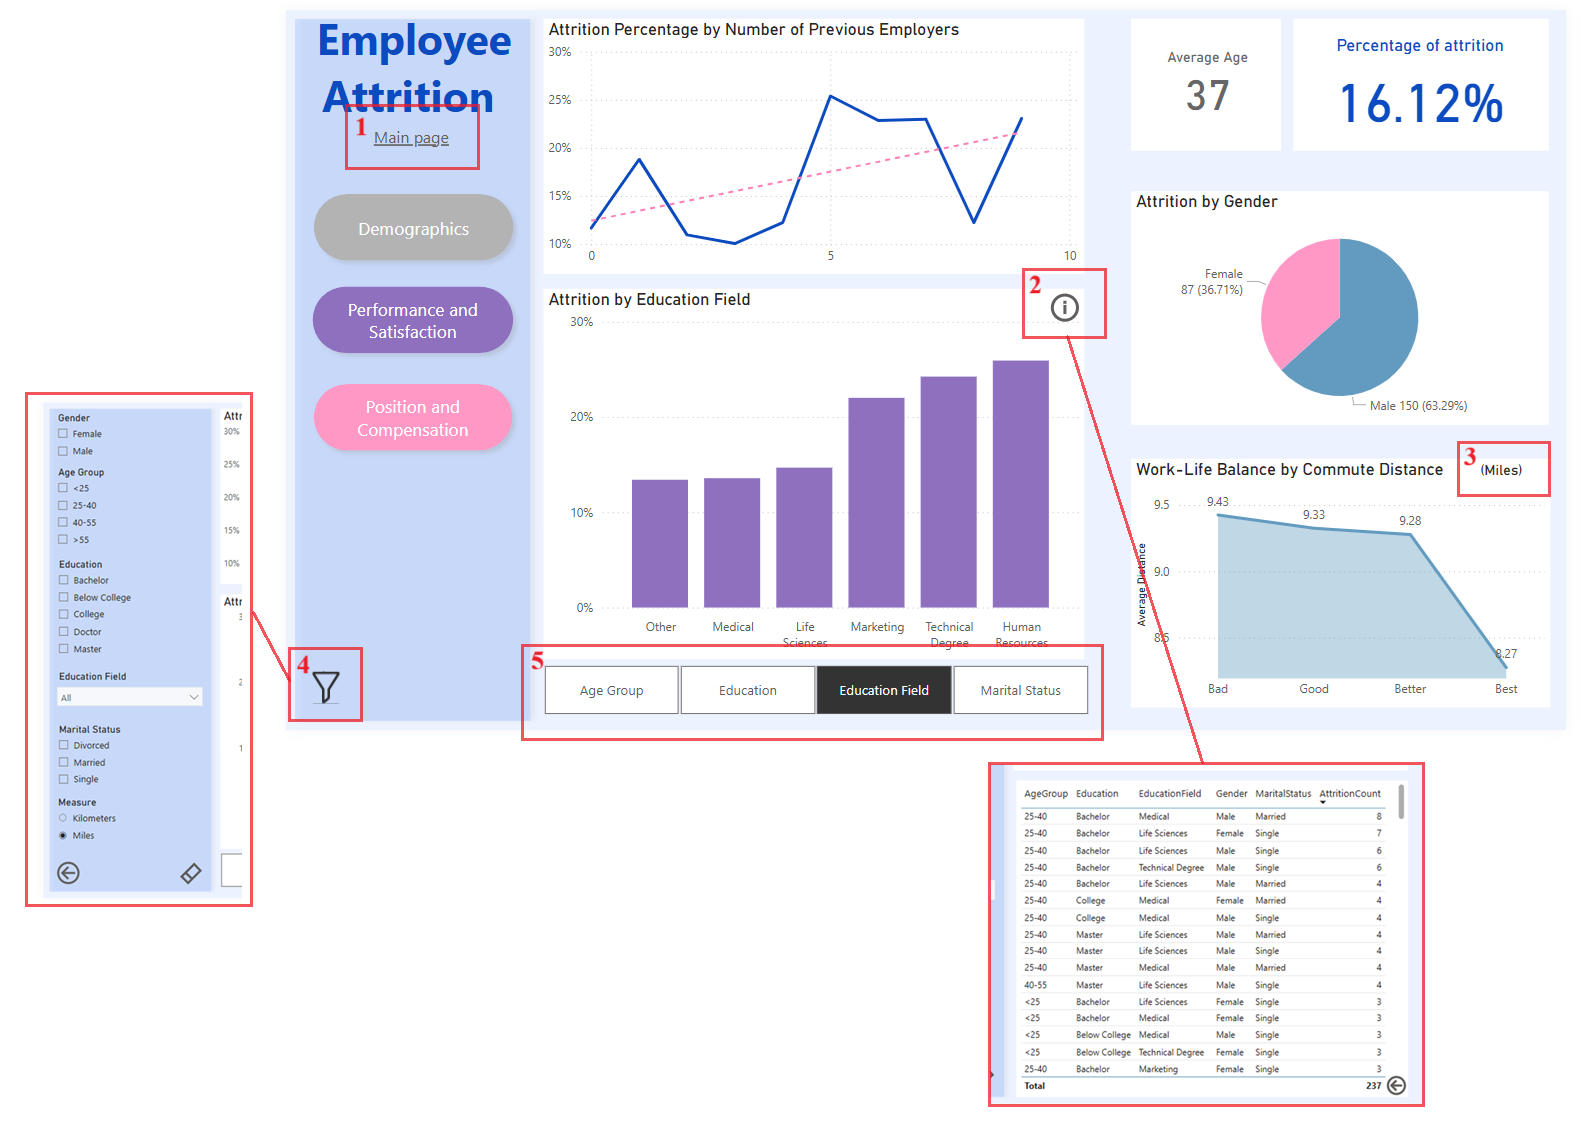 Employee
Attrition
1
Main page
Demographics
Performance and
Satisfaction
Position and
Compensation
4
Attrition Percentage by Number of Previous Employers
30%
25%
20%
15%
10%
0
5
10
Attrition by Education Field
2
30%
20%
10%
0%
Other
Medical
Life
Sciences
Marketing
Technical
Degree
Human
Resources
5
Age Group
Education
Education Field
Marital Status
Average Age
37
Percentage of attrition
16.12%
Attrition by Gender
Female
87 (36.71%)
Male 150 (63.29%)
Work-Life Balance by Commute Distance
3
(Miles)
Average Distance
9.5
9.0
8.5
9.43
9.33
9.28
8.27
Bad
Good
Better
Best
Gender
Female
Male
Age Group
<25
25-40
40-55
>55
Education
Bachelor
Below College
College
Doctor
Master
Education Field
All
Marital Status
Divorced
Married
Single
Measure
Kilometers
Miles
Attr
30%
25%
20%
15%
10%
Attr
3
2
1
AgeGroup Education EducationField Gender MaritalStatus AttritionCount
25-40 Bachelor Medical Male Married 8
25-40 Bachelor Life Sciences Female Single 7
25-40 Bachelor Life Sciences Male Single 6
25-40 Bachelor Technical Degree Male Single 6
25-40 Bachelor Life Sciences Male Married 4
25-40 College Medical Female Married 4
25-40 College Medical Male Single 4
25-40 Master Life Sciences Male Married 4
25-40 Master Life Sciences Male Single 4
25-40 Master Medical Male Married 4
40-55 Master Life Sciences Male Single 4
<25 Bachelor Life Sciences Female Single 3
<25 Bachelor Medical Female Single 3
<25 Below College Medical Male Single 3
<25 Below College Technical Degree Female Single 3
25-40 Bachelor Marketing Female Single 3
Total 237